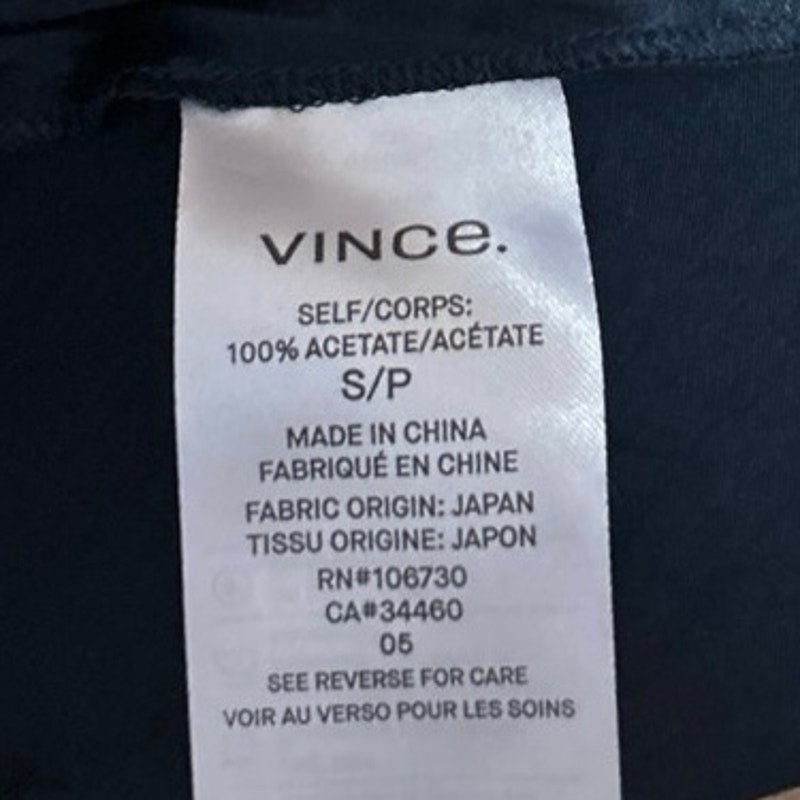 VINCe.
SELF/CORPS:
100% ACETATE/ACÉTATE
S/P
MADE IN CHINA
FABRIQUÉ EN CHINE
FABRIC ORIGIN: JAPAN
TISSU ORIGINE: JAPON
RN#106730
CA#34460
05
SEE REVERSE FOR CARE
VOIR AU VERSO POUR LES SOINS